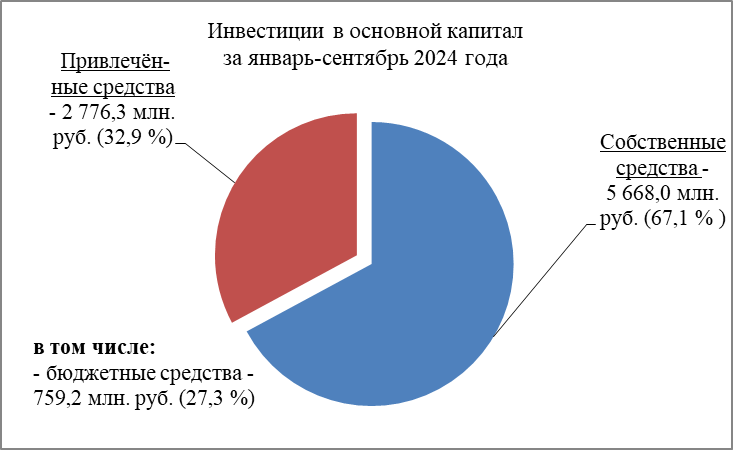 Инвестиции в основной капитал
за январь-сентябрь 2024 года
Привлечён-
ные средства
- 2 776,3 млн.
руб. (32,9 %)
Собственные
средства -
5 668,0 млн.
руб. (67,1 % )
в том числе:
- бюджетные средства -
759,2 млн. руб. (27,3 %)